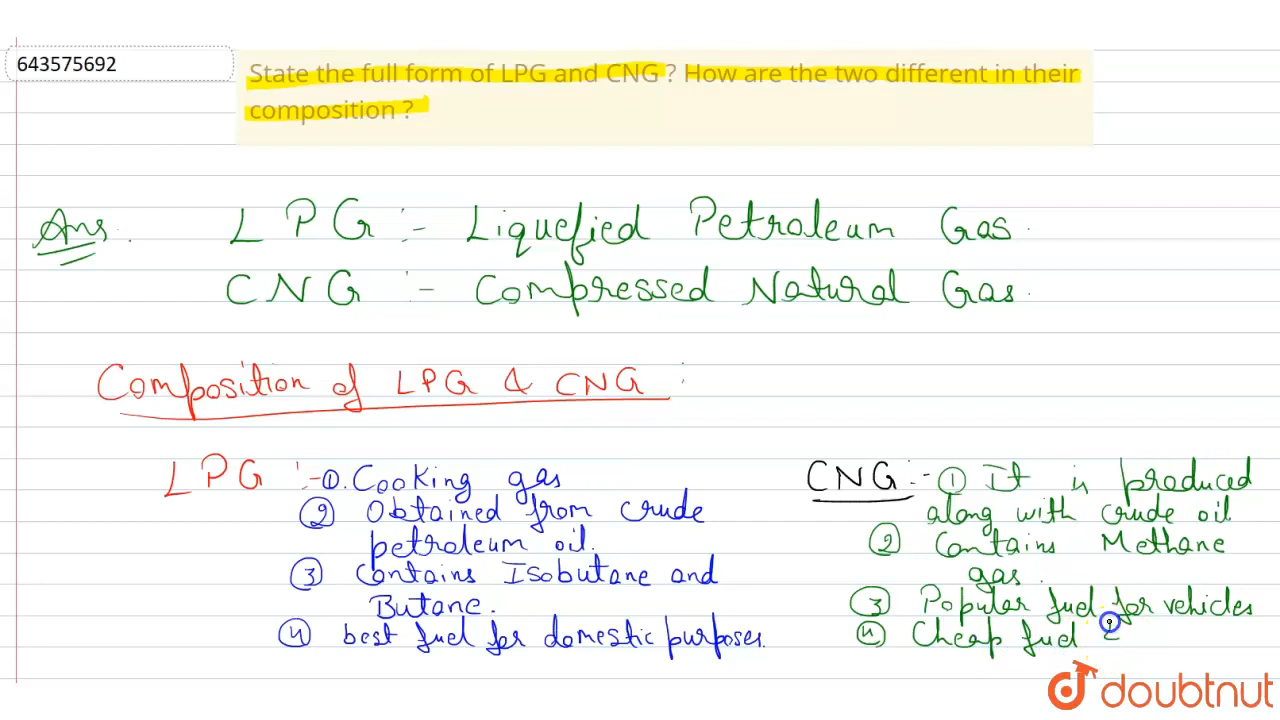 643575692
State the full form of LPG and CNG ? How are the two different in their
composition ?
Ans.
LPG :- Liquefied Petroleum Gas.
CNG :- Compressed Natural Gas.
Composition of LPG & CNG :
LPG :- ①. Cooking gas
② Obtained from crude
petroleum oil.
③ Contains Isobutane and
Butane.
④ best fuel for domestic purposes.
CNG :- ① It is produced
along with crude oil
② Contains Methane
gas.
③ Popular fuel for vehicles
④ Cheap fuel
doubtnut